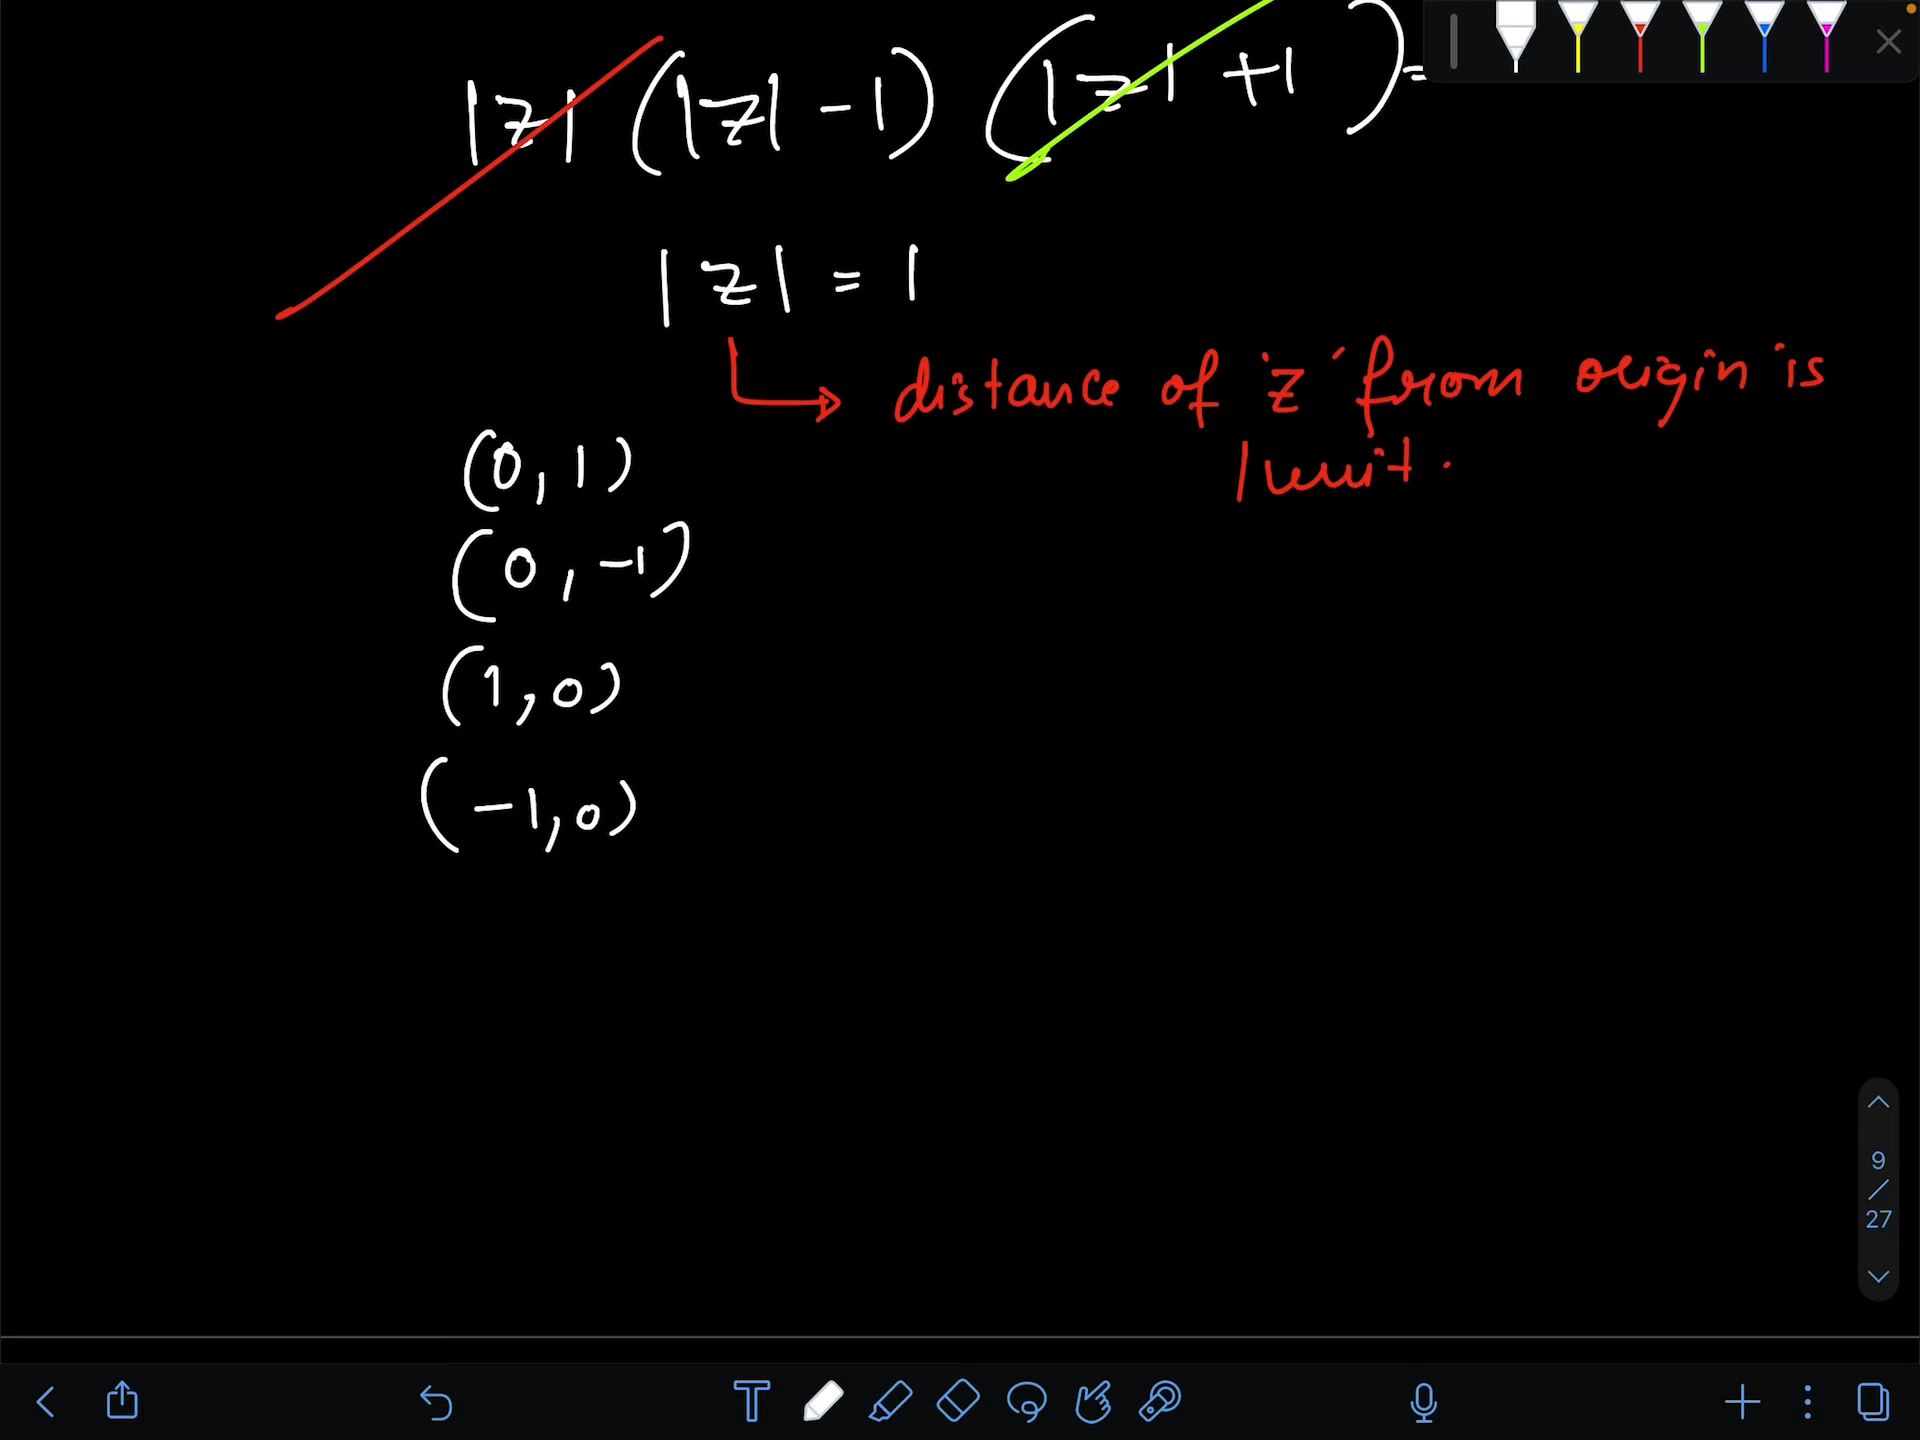 |z| (|z| - 1) (|z| + 1) =
|z| = 1
distance of 'z' from origin is
1 unit.
(0, 1)
(0, -1)
(1, 0)
(-1, 0)
9
/
27
T